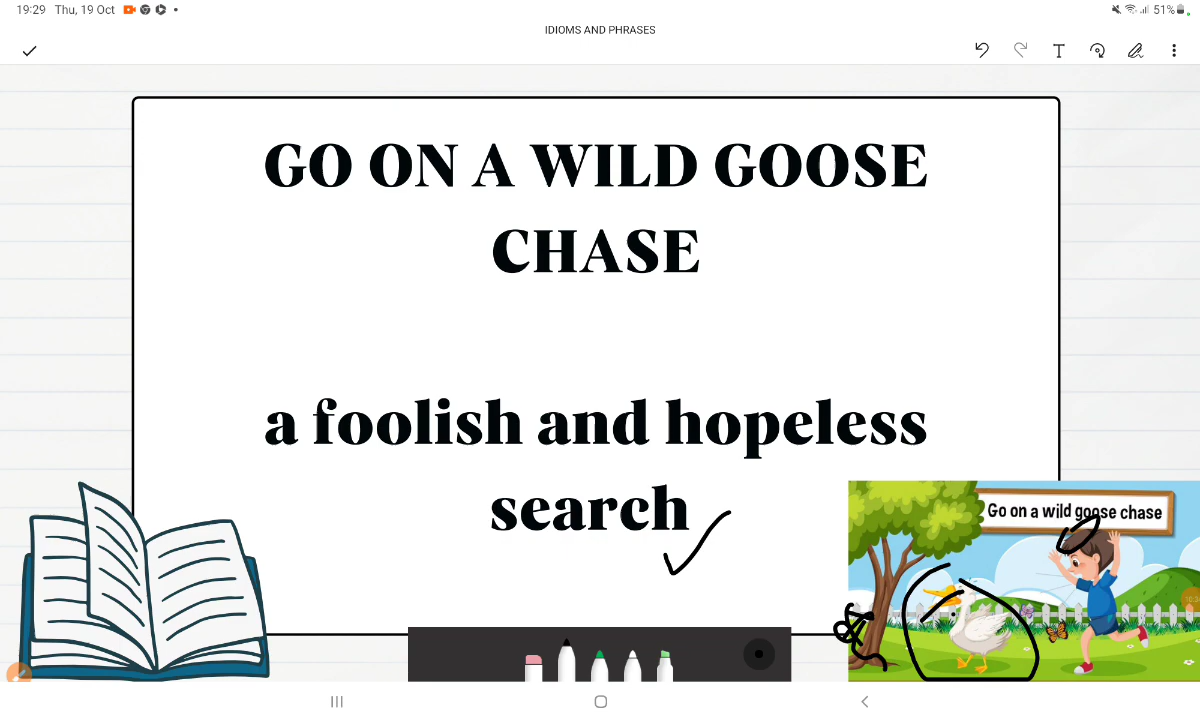 19:29 Thu, 19 Oct
51%
IDIOMS AND PHRASES
T
GO ON A WILD GOOSE
CHASE
a foolish and hopeless
search
Go on a wild goose chase